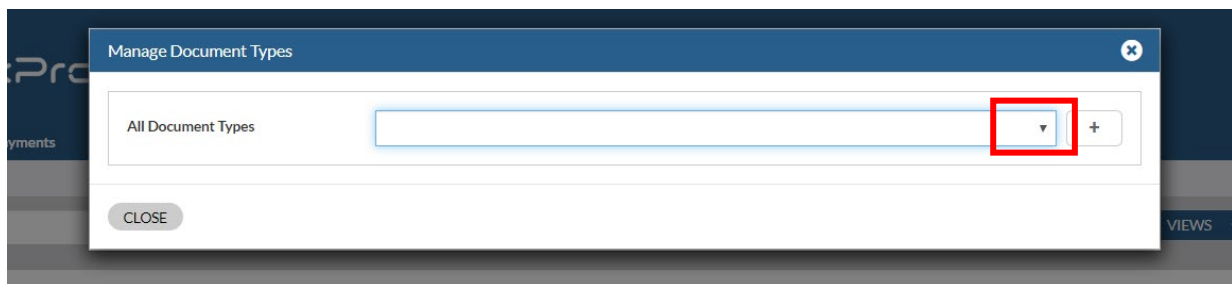 Manage Document Types
All Document Types
+
yments
CLOSE
VIEWS